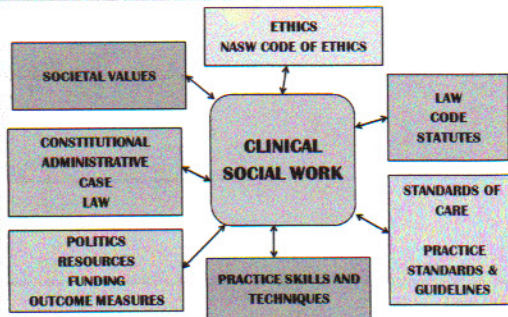 ETHICS
NASW CODE OF ETHICS
SOCIETAL VALUES
LAW
CODE
STATUTES
CLINICAL
SOCIAL WORK
CONSTITUTIONAL
ADMINISTRATIVE
CASE
LAW
STANDARDS OF
CARE
PRACTICE
STANDARDS &
GUIDELINES
POLITICS
RESOURCES
FUNDING
OUTCOME MEASURES
PRACTICE SKILLS AND
TECHNIQUES